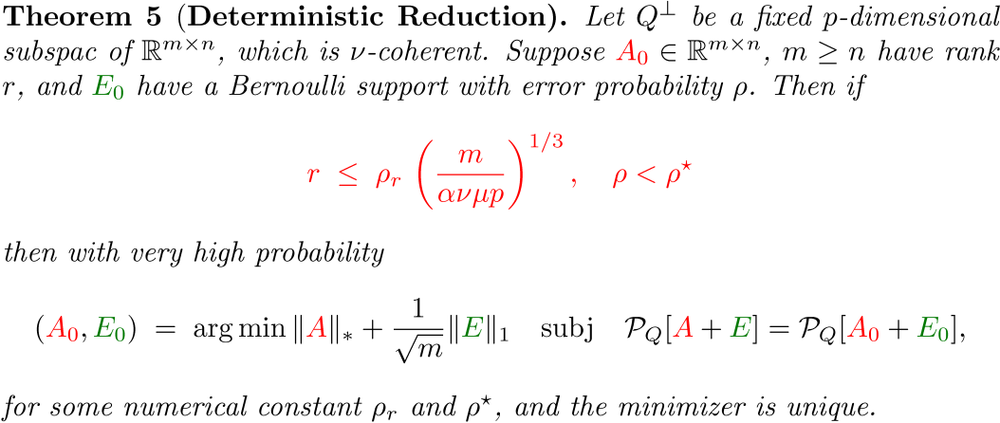 Theorem 5 (Deterministic Reduction). Let $Q^{\perp}$ be a fixed p-dimensional
subspac of $\mathbb{R}^{m \times n}$, which is ν-coherent. Suppose $A_0 \in \mathbb{R}^{m \times n}$, $m \geq n$ have rank
r, and $E_0$ have a Bernoulli support with error probability ρ. Then if
$r \leq \rho_r \left( \frac{m}{\alpha \nu \mu p} \right)^{1/3}, \quad \rho < \rho^{\star}$
then with very high probability
$(A_0, E_0) = \arg\min \|A\|_* + \frac{1}{\sqrt{m}} \|E\|_1 \quad \text{subj} \quad \mathcal{P}_Q[A + E] = \mathcal{P}_Q[A_0 + E_0],$
for some numerical constant $\rho_r$ and $\rho^{\star}$, and the minimizer is unique.